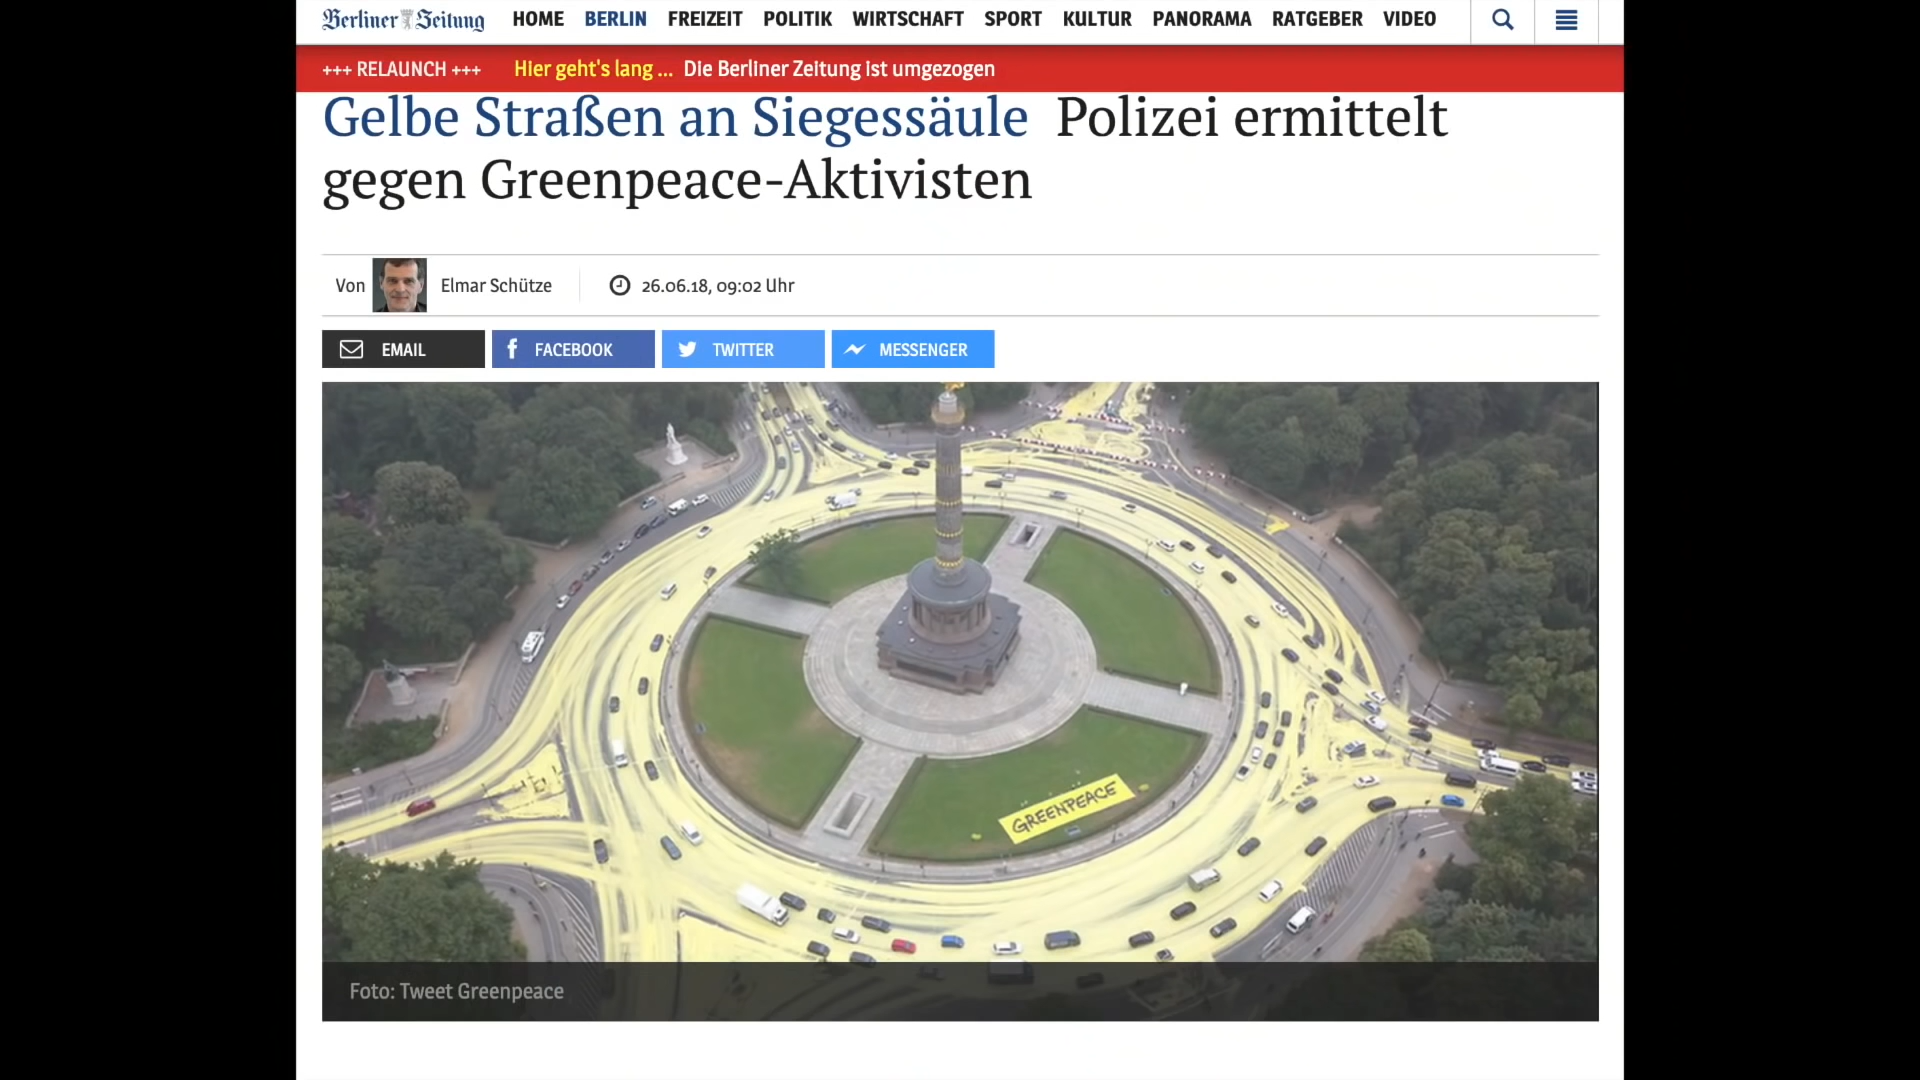 Berliner Zeitung HOME BERLIN FREIZEIT POLITIK WIRTSCHAFT SPORT KULTUR PANORAMA RATGEBER VIDEO
+++ RELAUNCH +++ Hier geht's lang ... Die Berliner Zeitung ist umgezogen
Gelbe Straßen an Siegessäule Polizei ermittelt
gegen Greenpeace-Aktivisten
Von Elmar Schütze 26.06.18, 09:02 Uhr
EMAIL FACEBOOK TWITTER MESSENGER
GREENPEACE
Foto: Tweet Greenpeace